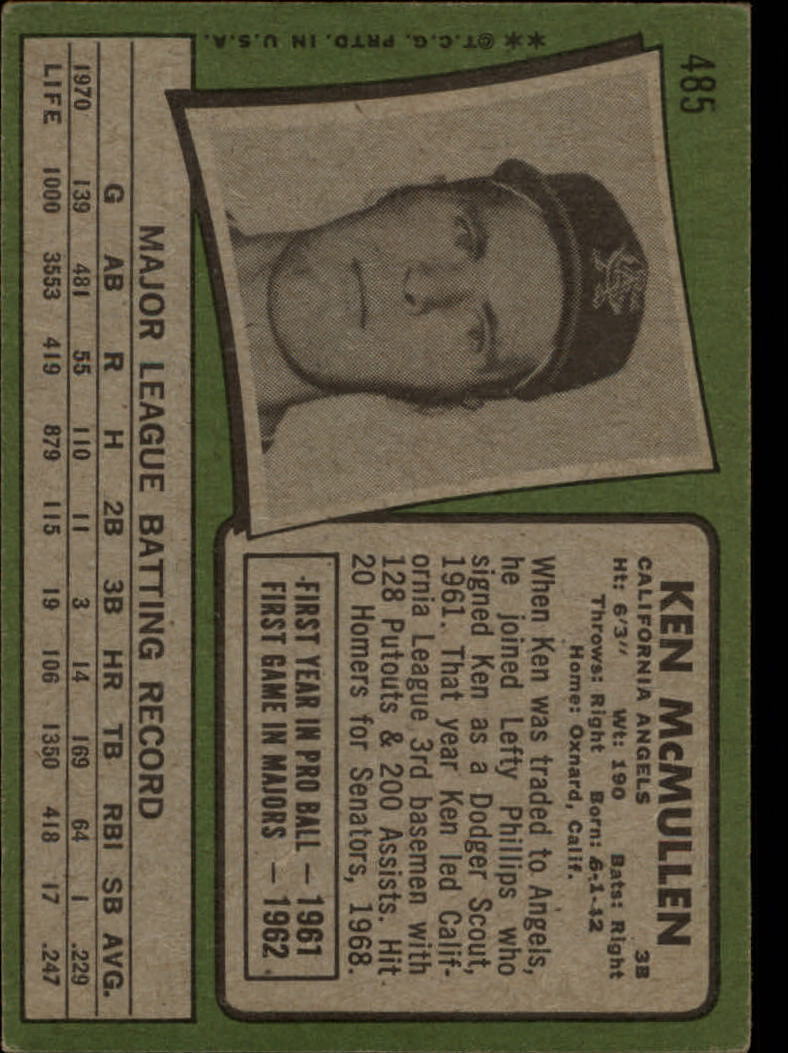 485
KEN McMULLEN 3B
CALIFORNIA ANGELS
Ht: 6'3" Wt: 190 Bats: Right
Throws: Right Born: 6-1-42
Home: Oxnard, Calif.
When Ken was traded to Angels,
he joined Lefty Phillips who
signed Ken as a Dodger Scout,
1961. That year Ken led Calif-
ornia League 3rd basemen with
128 Putouts & 200 Assists. Hit
20 Homers for Senators, 1968.
FIRST YEAR IN PRO BALL — 1961
FIRST GAME IN MAJORS — 1962
**©T.C.G. PRTD. IN U.S.A.
MAJOR LEAGUE BATTING RECORD
G AB R H 2B 3B HR TB RBI SB AVG.
1970 139 481 55 110 11 3 14 169 64 1 .229
LIFE 1000 3553 419 879 115 19 106 1350 418 17 .247